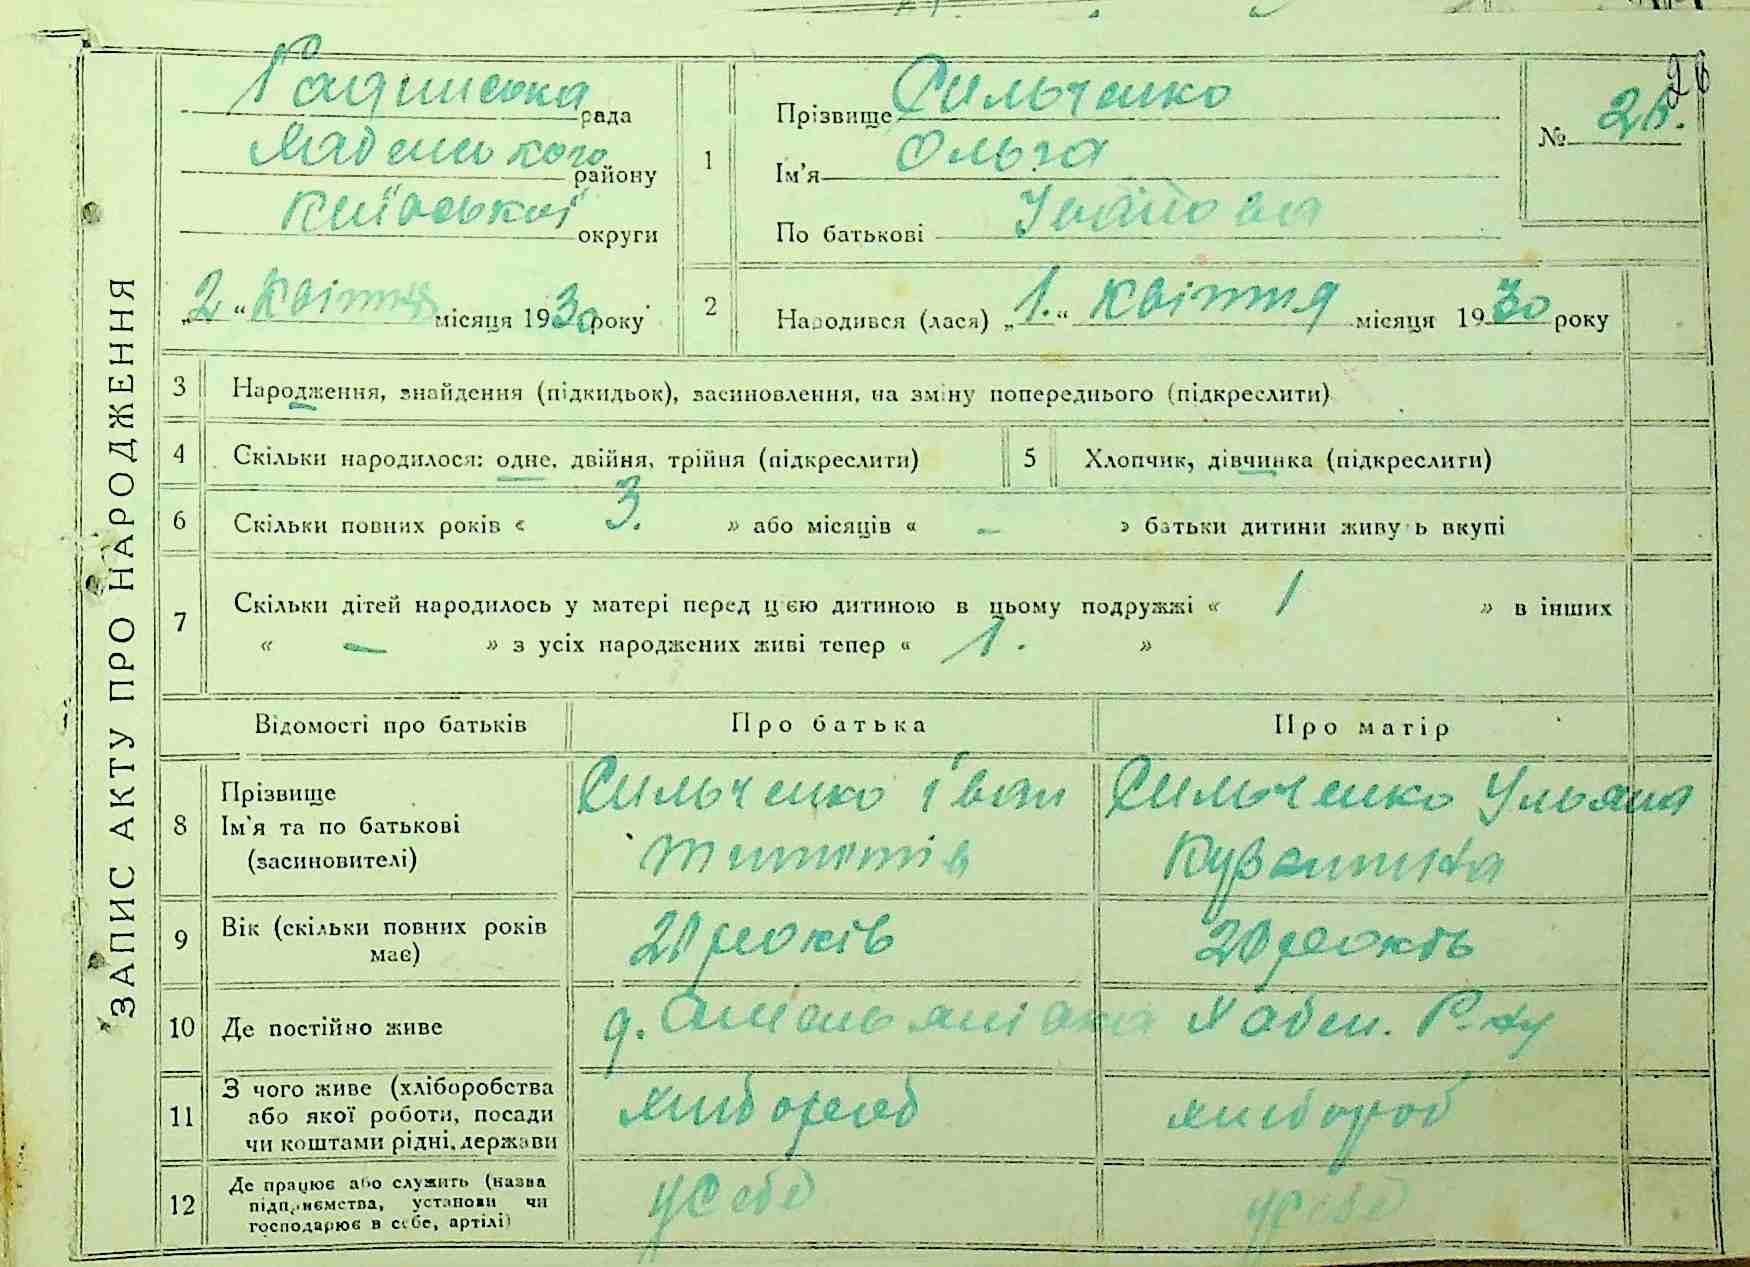 ЗАПИС АКТУ ПРО НАРОДЖЕННЯ
рада
Хабенського району
Київської округи
„2“ Квітня місяця 1930 року
1
Прізвище Сильченко
Ім'я Ольга
По батькові
№ 26.
26
2
Народився (лася) „1.“ Квітня місяця 1930 року
3 Народження, знайдення (підкидьок), засиновлення, на зміну попереднього (підкреслити)
4 Скільки народилося: одне, двійня, трійня (підкреслити)
5 Хлопчик, дівчинка (підкреслити)
6 Скільки повних років « 3. » або місяців « – » батьки дитини живуть вкупі
7 Скільки дітей народилось у матері перед цією дитиною в цьому подружжі « 1 » в інших
« – » з усіх народжених живі тепер « 1. »
Відомості про батьків
Про батька
Про матір
8
Прізвище
Ім'я та по батькові
(засиновителі)
Сильченко Іван
Сильченко Уляна
9
Вік (скільки повних років
має)
років
років
10 Де постійно живе
д. Хабен. Р-ну
11
З чого живе (хліборобства
або якої роботи, посади
чи коштами рідні, держави
хлібороб
хлібороб
12
Де працює або служить (назва
підприємства, установи чи
господарює в себе, артілі)
у себе
у себе